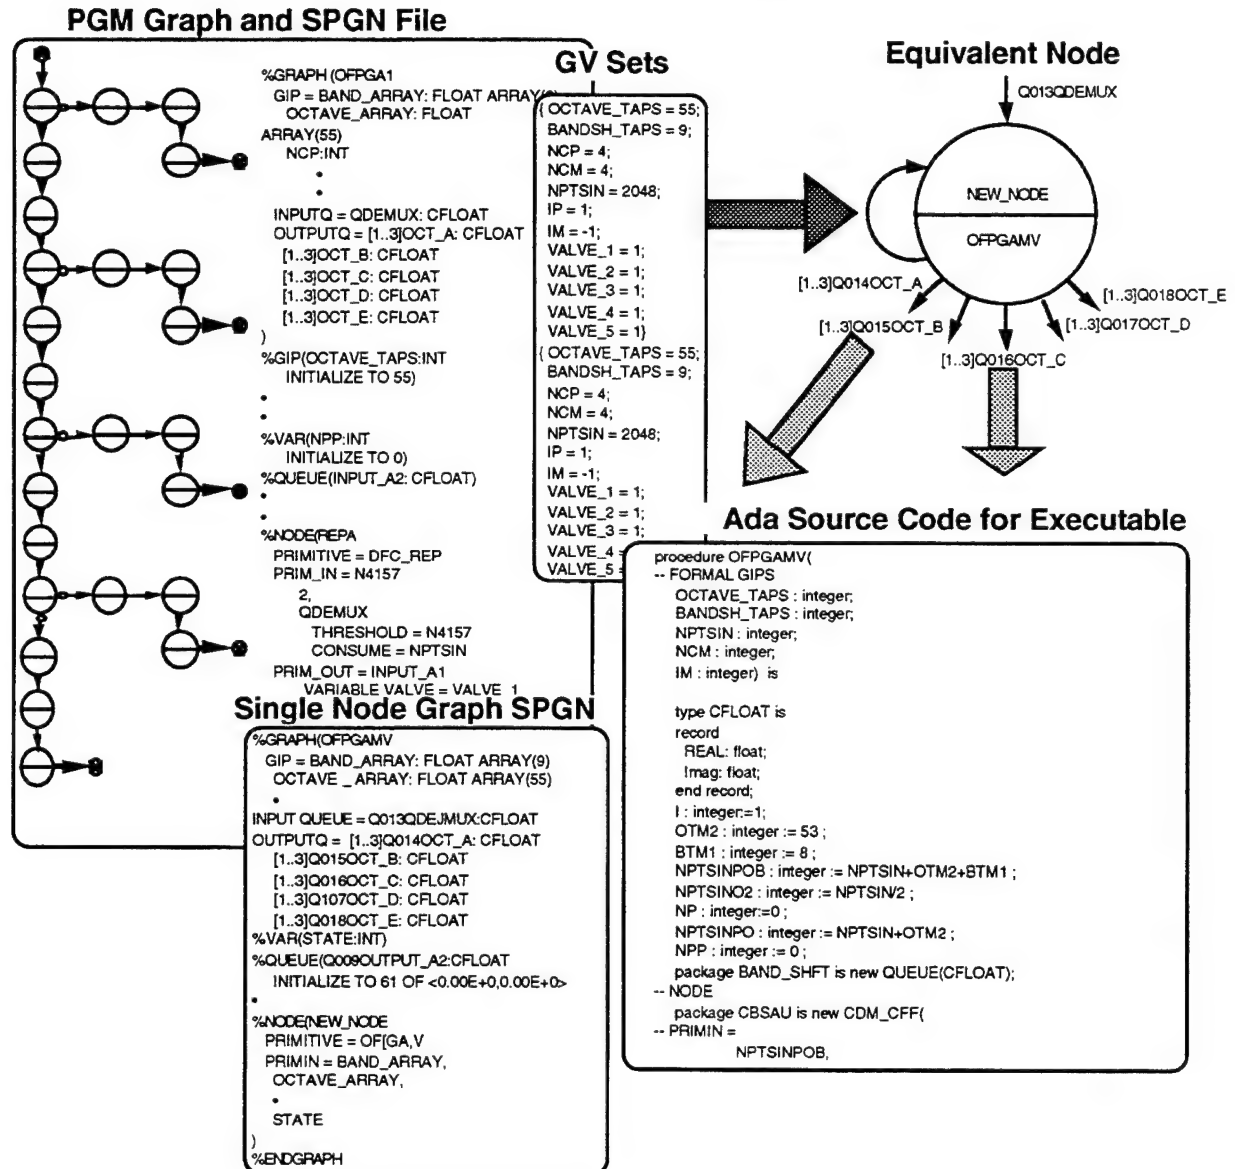 PGM Graph and SPGN File
%GRAPH (OFPGA1
GIP = BAND_ARRAY: FLOAT ARRAY(
OCTAVE_ARRAY: FLOAT
ARRAY(55)
NCP:INT
INPUTQ = QDEMUX: CFLOAT
OUTPUTQ = [1..3]OCT_A: CFLOAT
[1..3]OCT_B: CFLOAT
[1..3]OCT_C: CFLOAT
[1..3]OCT_D: CFLOAT
[1..3]OCT_E: CFLOAT
)
%GIP(OCTAVE_TAPS:INT
INITIALIZE TO 55)
%VAR(NPP:INT
INITIALIZE TO 0)
%QUEUE(INPUT_A2: CFLOAT)
%NODE(REPA
PRIMITIVE = DFC_REP
PRIM_IN = N4157
2,
QDEMUX
THRESHOLD = N4157
CONSUME = NPTSIN
PRIM_OUT = INPUT_A1
VARIABLE VALVE = VALVE_1
GV Sets
{ OCTAVE_TAPS = 55;
BANDSH_TAPS = 9;
NCP = 4;
NCM = 4;
NPTSIN = 2048;
IP = 1;
IM = -1;
VALVE_1 = 1;
VALVE_2 = 1;
VALVE_3 = 1;
VALVE_4 = 1;
VALVE_5 = 1}
{ OCTAVE_TAPS = 55;
BANDSH_TAPS = 9;
NCP = 4;
NCM = 4;
NPTSIN = 2048;
IP = 1;
IM = -1;
VALVE_1 = 1;
VALVE_2 = 1;
VALVE_3 = 1;
VALVE_4 =
VALVE_5 =
Equivalent Node
Q013QDEMUX
NEW_NODE
OFPGAMV
[1..3]Q014OCT_A
[1..3]Q018OCT_E
[1..3]Q015OCT_B
[1..3]Q017OCT_D
[1..3]Q016OCT_C
Single Node Graph SPGN
%GRAPH(OFPGAMV
GIP = BAND_ARRAY: FLOAT ARRAY(9)
OCTAVE _ ARRAY: FLOAT ARRAY(55)
INPUT QUEUE = Q013QDEJMUX:CFLOAT
OUTPUTQ = [1..3]Q014OCT_A: CFLOAT
[1..3]Q015OCT_B: CFLOAT
[1..3]Q016OCT_C: CFLOAT
[1..3]Q107OCT_D: CFLOAT
[1..3]Q018OCT_E: CFLOAT
%VAR(STATE:INT)
%QUEUE(Q009OUTPUT_A2:CFLOAT
INITIALIZE TO 61 OF <0.00E+0,0.00E+0>
%NODE(NEW_NODE
PRIMITIVE = OF[GA,V
PRIMIN = BAND_ARRAY,
OCTAVE_ARRAY,
STATE
)
%ENDGRAPH
Ada Source Code for Executable
procedure OFPGAMV(
-- FORMAL GIPS
OCTAVE_TAPS : integer;
BANDSH_TAPS : integer;
NPTSIN : integer;
NCM : integer;
IM : integer) is
type CFLOAT is
record
REAL: float;
Imag: float;
end record;
I : integer:=1;
OTM2 : integer := 53 ;
BTM1 : integer := 8 ;
NPTSINPOB : integer := NPTSIN+OTM2+BTM1 ;
NPTSINO2 : integer := NPTSIN/2 ;
NP : integer:=0 ;
NPTSINPO : integer := NPTSIN+OTM2 ;
NPP : integer := 0 ;
package BAND_SHFT is new QUEUE(CFLOAT);
-- NODE
package CBSAU is new CDM_CFF(
-- PRIMIN =
NPTSINPOB,